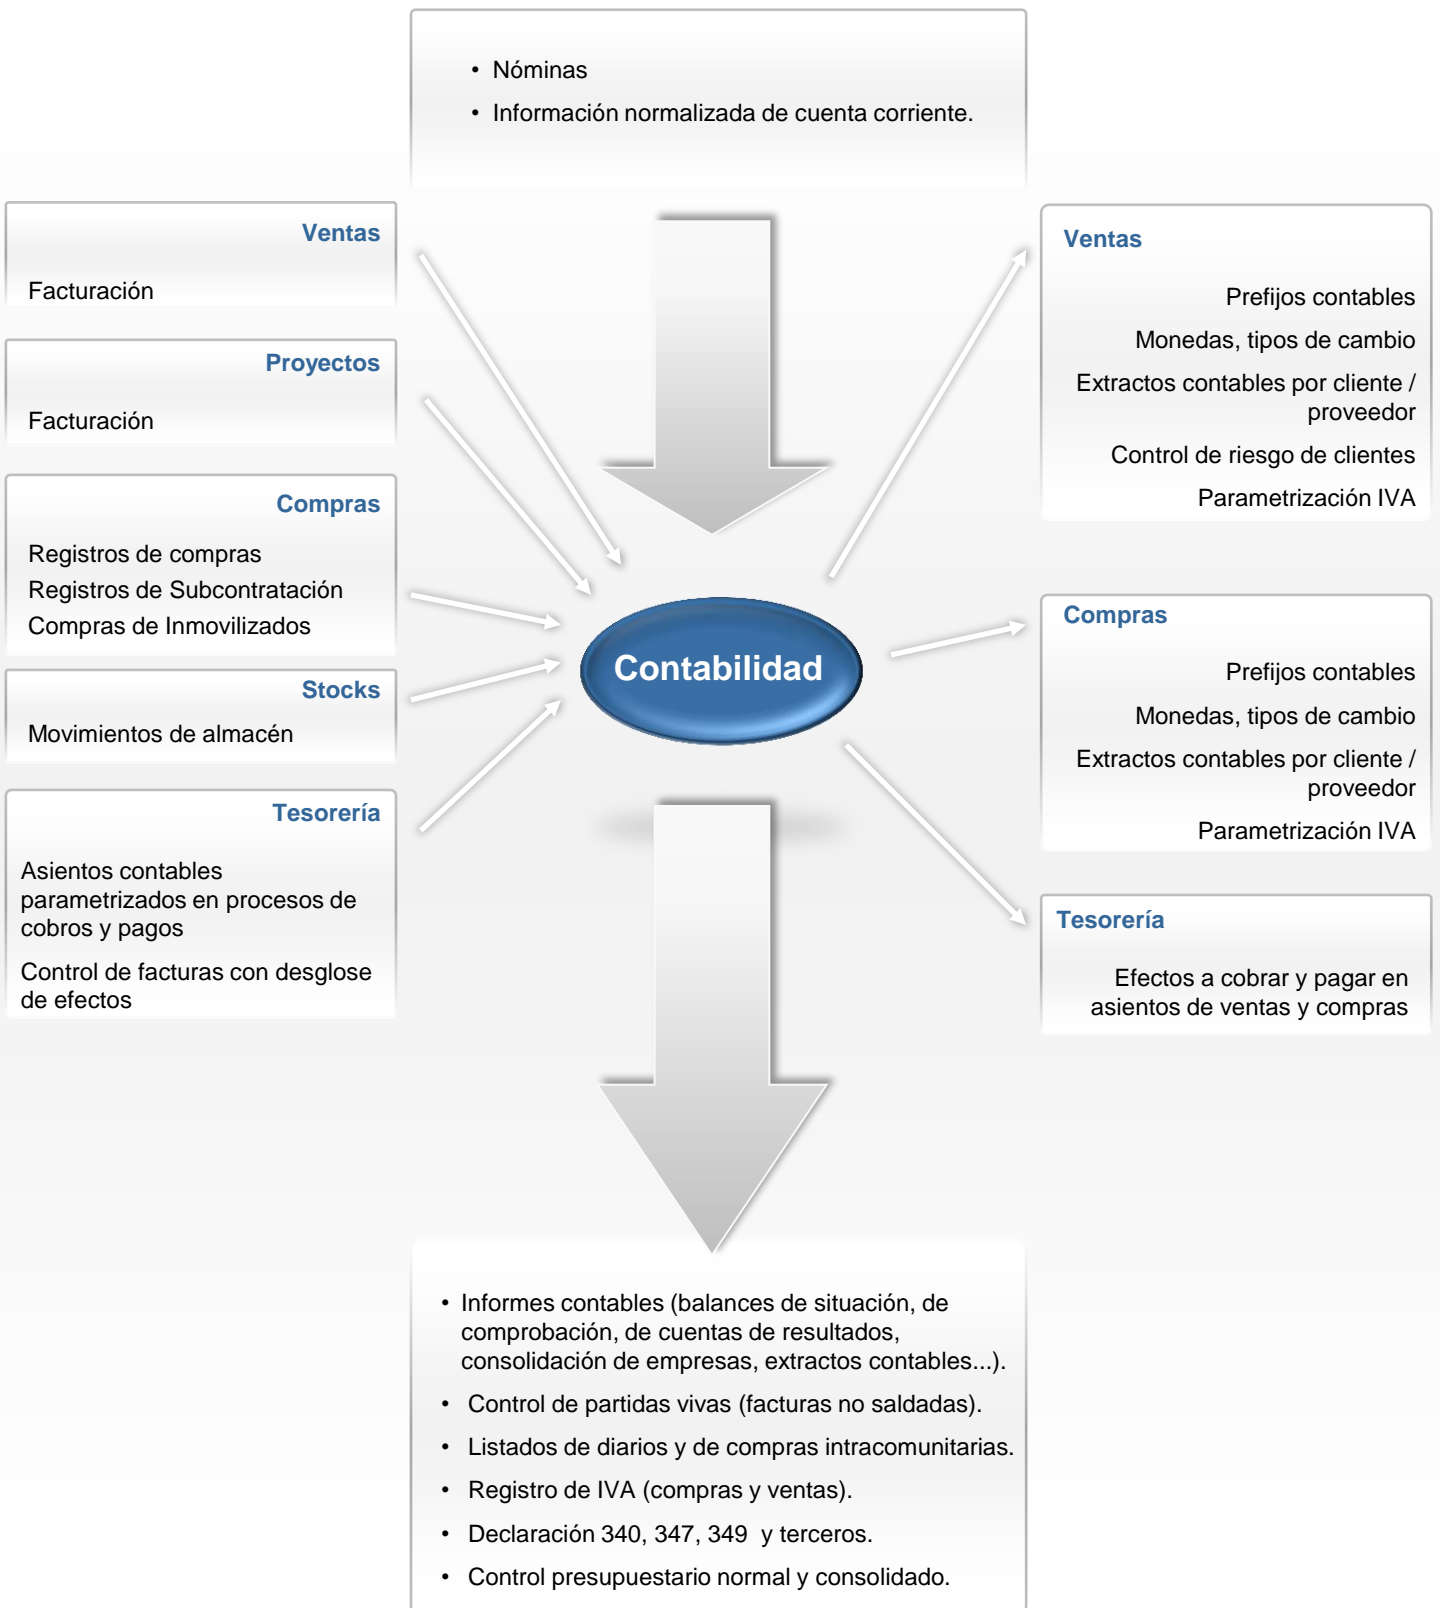 • Nóminas
• Información normalizada de cuenta corriente.
Ventas
Facturación
Proyectos
Facturación
Compras
Registros de compras
Registros de Subcontratación
Compras de Inmovilizados
Stocks
Movimientos de almacén
Tesorería
Asientos contables
parametrizados en procesos de
cobros y pagos
Control de facturas con desglose
de efectos
Contabilidad
Ventas
Prefijos contables
Monedas, tipos de cambio
Extractos contables por cliente /
proveedor
Control de riesgo de clientes
Parametrización IVA
Compras
Prefijos contables
Monedas, tipos de cambio
Extractos contables por cliente /
proveedor
Parametrización IVA
Tesorería
Efectos a cobrar y pagar en
asientos de ventas y compras
• Informes contables (balances de situación, de
comprobación, de cuentas de resultados,
consolidación de empresas, extractos contables...).
• Control de partidas vivas (facturas no saldadas).
• Listados de diarios y de compras intracomunitarias.
• Registro de IVA (compras y ventas).
• Declaración 340, 347, 349 y terceros.
• Control presupuestario normal y consolidado.